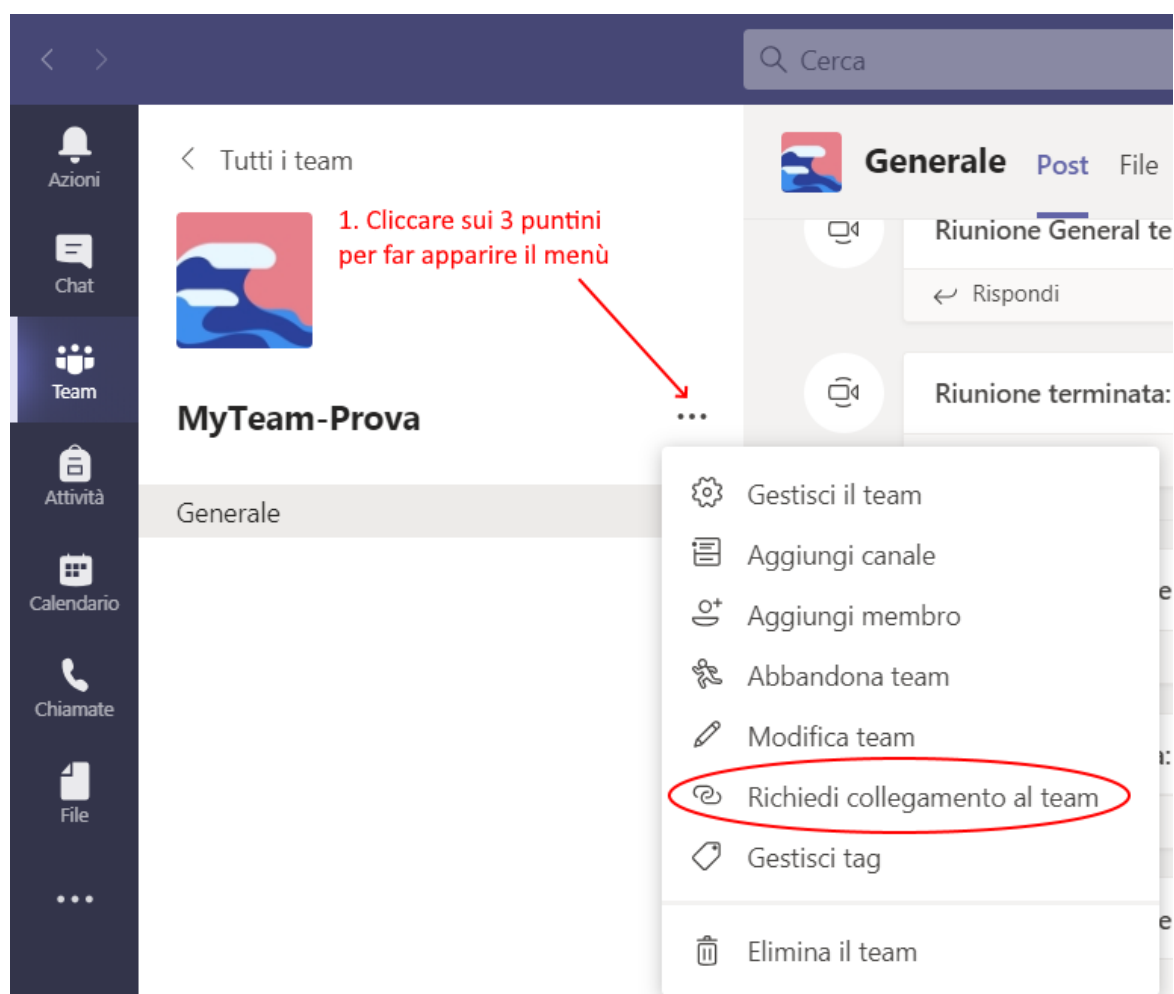 Cerca
Azioni
Chat
Team
Attività
Calendario
Chiamate
File
Tutti i team
1. Cliccare sui 3 puntini
per far apparire il menù
MyTeam-Prova
Generale
Generale Post File
Riunione General te
Rispondi
Riunione terminata:
Gestisci il team
Aggiungi canale
Aggiungi membro
Abbandona team
Modifica team
Richiedi collegamento al team
Gestisci tag
Elimina il team